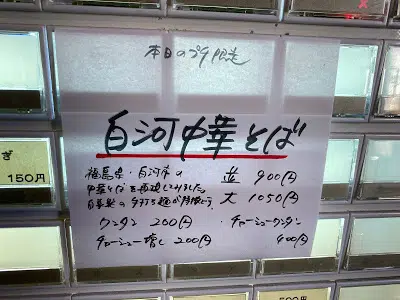 本日のプチ限定
白河中華そば
福島県・白河市の
中華そばを再現してみました。
自家製の手打ち麺が特徴です。
並 900円
大 1050円
ワンタン 200円
チャーシュー増し 200円
チャーシューワンタン
400円
ぎ
150円